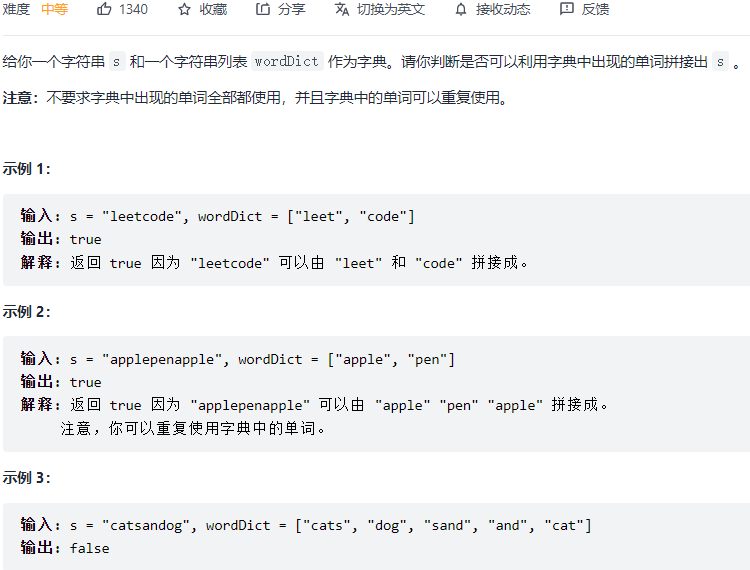 难度 中等 1340 收藏 分享 切换为英文 接收动态 反馈
给你一个字符串 s 和一个字符串列表 wordDict 作为字典。请你判断是否可以利用字典中出现的单词拼接出 s 。
注意：不要求字典中出现的单词全部都使用，并且字典中的单词可以重复使用。
示例 1：
输入: s = "leetcode", wordDict = ["leet", "code"]
输出: true
解释: 返回 true 因为 "leetcode" 可以由 "leet" 和 "code" 拼接成。
示例 2：
输入: s = "applepenapple", wordDict = ["apple", "pen"]
输出: true
解释: 返回 true 因为 "applepenapple" 可以由 "apple" "pen" "apple" 拼接成。
注意，你可以重复使用字典中的单词。
示例 3：
输入: s = "catsandog", wordDict = ["cats", "dog", "sand", "and", "cat"]
输出: false